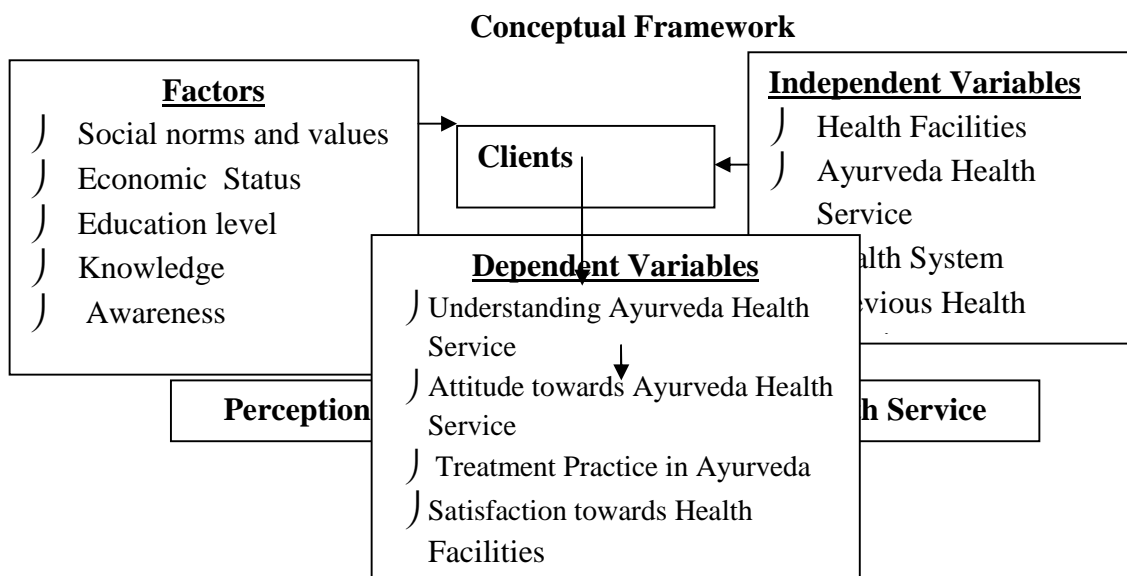 Conceptual Framework
Factors
Social norms and values
Economic Status
Education level
Knowledge
Awareness
Clients
Independent Variables
Health Facilities
Ayurveda Health
Service
System
Health
Dependent Variables
Understanding Ayurveda Health
Service
Attitude towards Ayurveda Health
Service
Treatment Practice in Ayurveda
Satisfaction towards Health
Facilities
Perception
Service